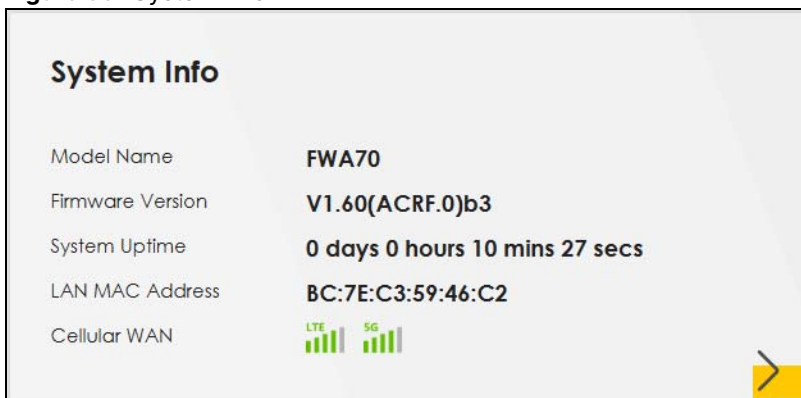 System Info
Model Name FWA70
Firmware Version V1.60(ACRF.0)b3
System Uptime 0 days 0 hours 10 mins 27 secs
LAN MAC Address BC:7E:C3:59:46:C2
Cellular WAN LTE 5G